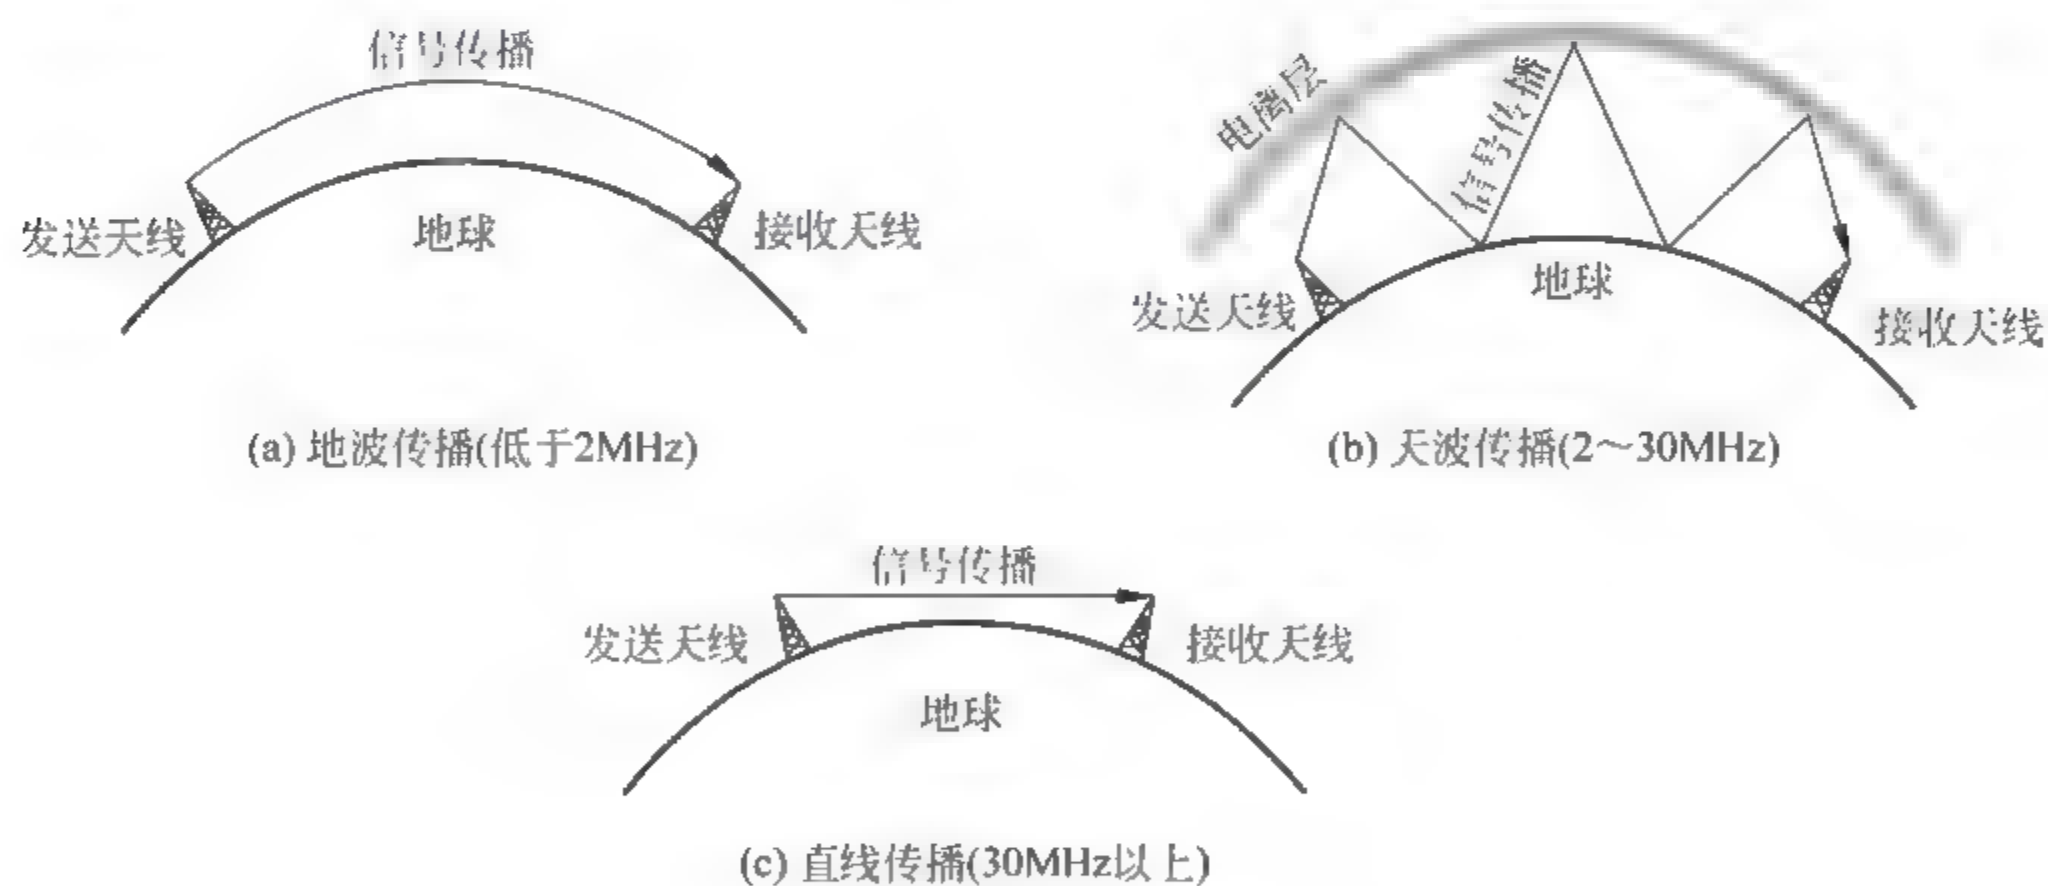 信号传播
发送天线
地球
接收天线
(a) 地波传播(低于2MHz)
电离层
信号传播
发送天线
地球
接收天线
(b) 天波传播(2～30MHz)
信号传播
发送天线
接收天线
地球
(c) 直线传播(30MHz以上)